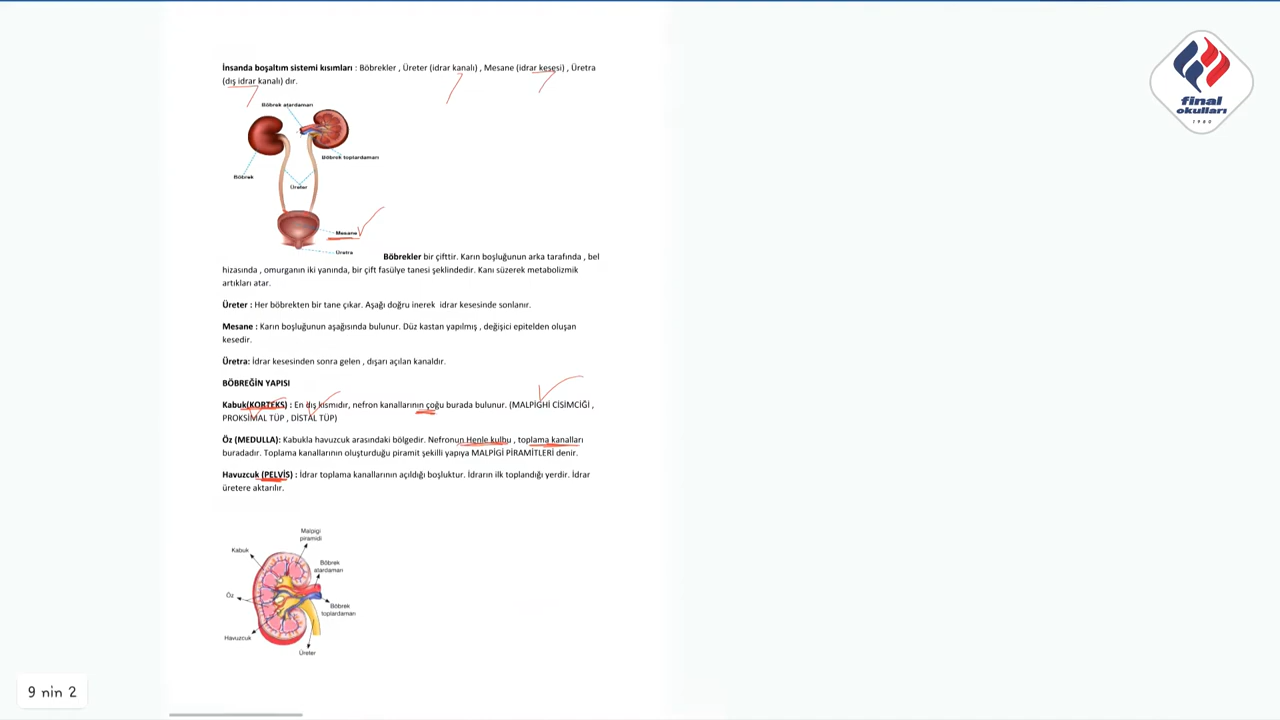 İnsanda boşaltım sistemi kısımları : Böbrekler , Üreter (idrar kanalı) , Mesane (idrar kesesi) , Üretra
(dış idrar kanalı) dır.
Böbrek atardamarı
Böbrek toplardamarı
Böbrek
Üreter
Mesane
Üretra
Böbrekler bir çifttir. Karın boşluğunun arka tarafında , bel
hizasında , omurganın iki yanında, bir çift fasülye tanesi şeklindedir. Kanı süzerek metabolizmik
artıkları atar.
Üreter : Her böbrekten bir tane çıkar. Aşağı doğru inerek idrar kesesinde sonlanır.
Mesane : Karın boşluğunun aşağısında bulunur. Düz kastan yapılmış , değişici epitelden oluşan
kesedir.
Üretra: İdrar kesesinden sonra gelen , dışarı açılan kanaldır.
BÖBREĞİN YAPISI
Kabuk(KORTEKS) : En dış kısmıdır, nefron kanallarının çoğu burada bulunur. (MALPİGHİ CİSİMCİĞİ ,
PROKSİMAL TÜP , DİSTAL TÜP)
Öz (MEDULLA): Kabukla havuzcuk arasındaki bölgedir. Nefronun Henle kulbu , toplama kanalları
buradadır. Toplama kanallarının oluşturduğu piramit şekilli yapıya MALPİGİ PİRAMİTLERİ denir.
Havuzcuk (PELVİS) : İdrar toplama kanallarının açıldığı boşluktur. İdrarın ilk toplandığı yerdir. İdrar
üretere aktarılır.
Malpigi
piramidi
Kabuk
Böbrek
atardamarı
Öz
Böbrek
toplardamarı
Havuzcuk
Üreter
final
okulları
1980
9 nin 2